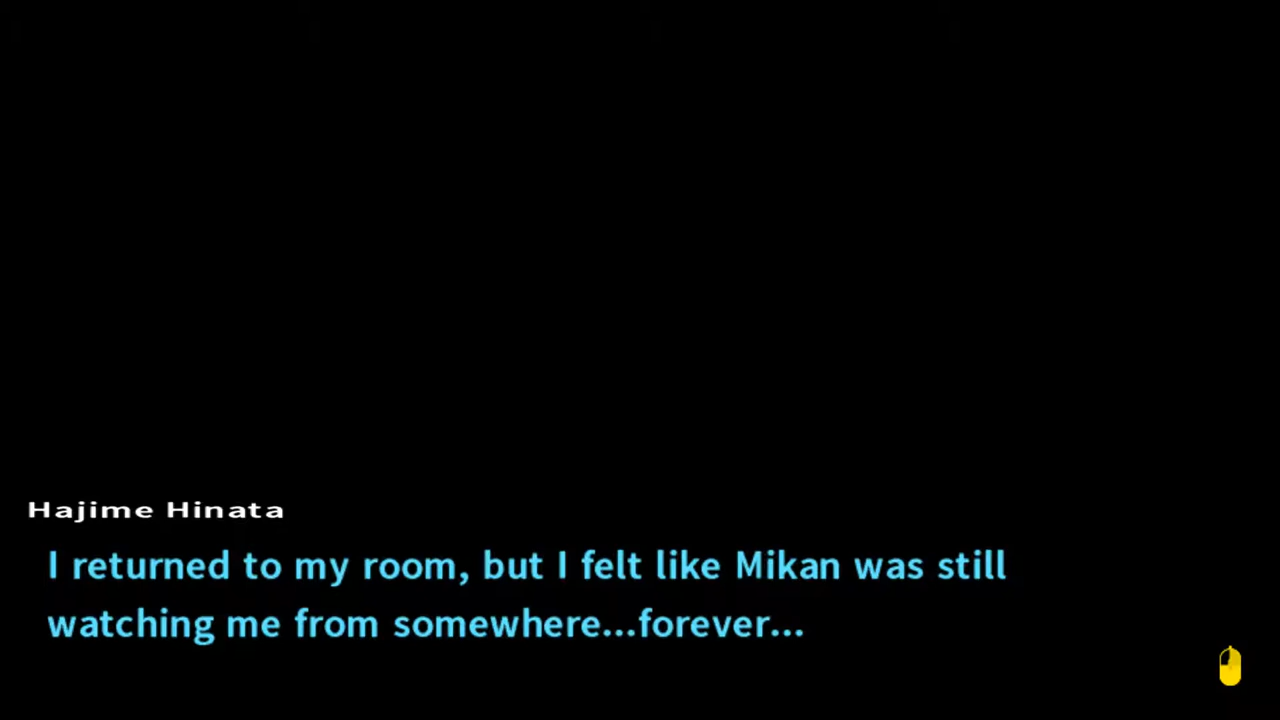 Hajime Hinata
I returned to my room, but I felt like Mikan was still
watching me from somewhere...forever...